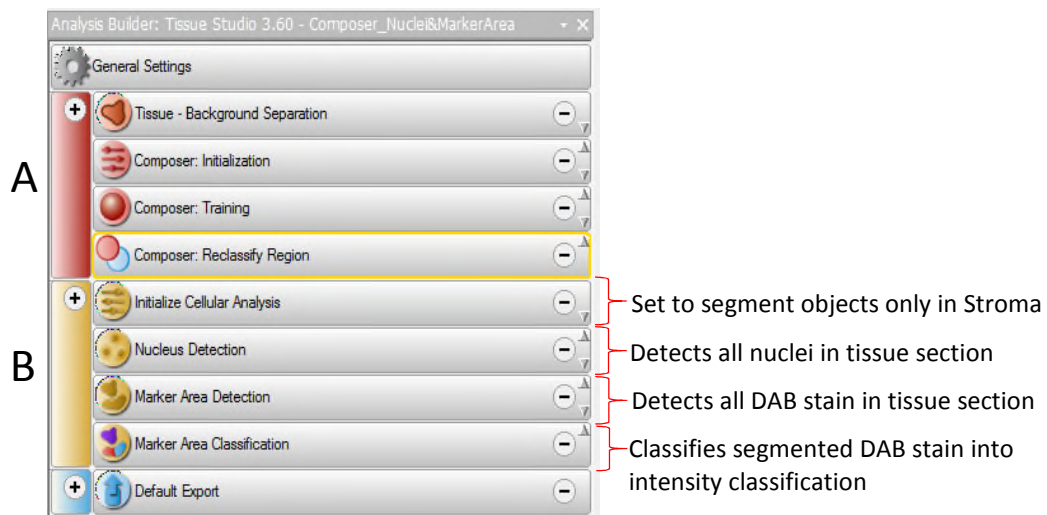 Analysis Builder: Tissue Studio 3.60 - Composer_Nuclei&MarkerArea
General Settings
A
Tissue - Background Separation
Composer: Initialization
Composer: Training
Composer: Reclassify Region
B
Initialize Cellular Analysis
Set to segment objects only in Stroma
Nucleus Detection
Detects all nuclei in tissue section
Marker Area Detection
Detects all DAB stain in tissue section
Marker Area Classification
Classifies segmented DAB stain into
intensity classification
Default Export